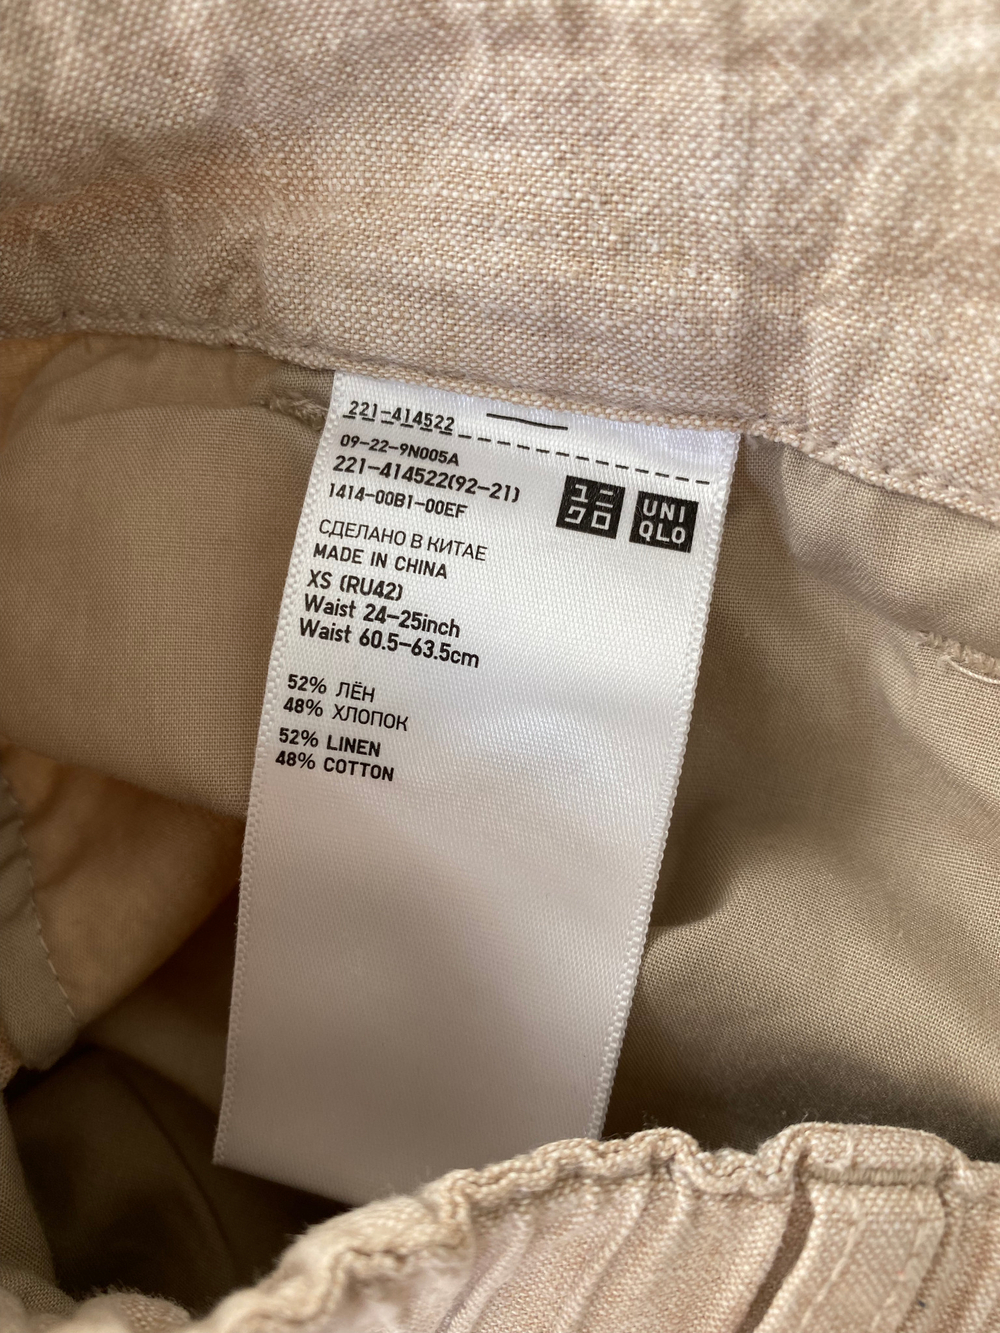 221-414522
09-22-9N005A
221-414522(92-21)
1414-00B1-00EF
ユニ
クロ
UNI
QLO
СДЕЛАНО В КИТАЕ
MADE IN CHINA
XS (RU42)
Waist 24-25inch
Waist 60.5-63.5cm
52% ЛЁН
48% ХЛОПОК
52% LINEN
48% COTTON